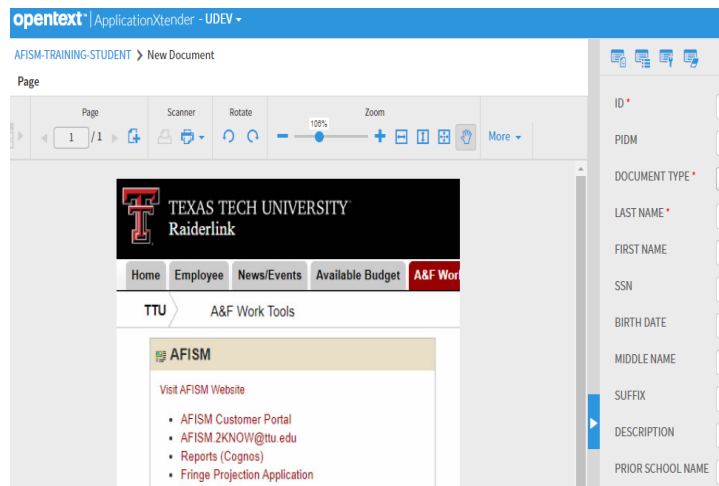 opentext™ | ApplicationXtender - UDEV
AFISM-TRAINING-STUDENT > New Document
Page
Page Scanner Rotate Zoom
108%
1 /1 More
TEXAS TECH UNIVERSITY
Raiderlink
Home Employee News/Events Available Budget A&F Wor
TTU A&F Work Tools
AFISM
Visit AFISM Website
• AFISM Customer Portal
• AFISM.2KNOW@ttu.edu
• Reports (Cognos)
• Fringe Projection Application
ID *
PIDM
DOCUMENT TYPE *
LAST NAME *
FIRST NAME
SSN
BIRTH DATE
MIDDLE NAME
SUFFIX
DESCRIPTION
PRIOR SCHOOL NAME